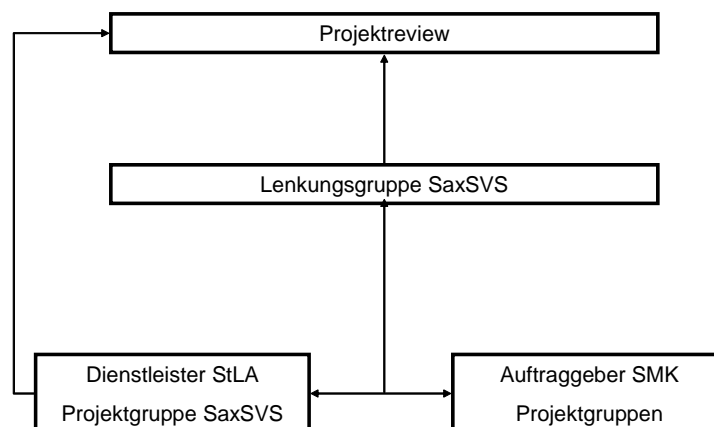 Projektreview
Lenkungsgruppe SaxSVS
Dienstleister StLA
Projektgruppe SaxSVS
Auftraggeber SMK
Projektgruppen